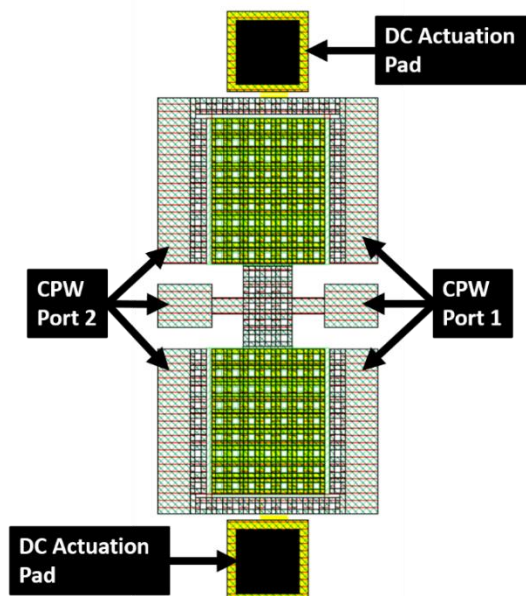 DC Actuation
Pad
CPW
Port 2
CPW
Port 1
DC Actuation
Pad